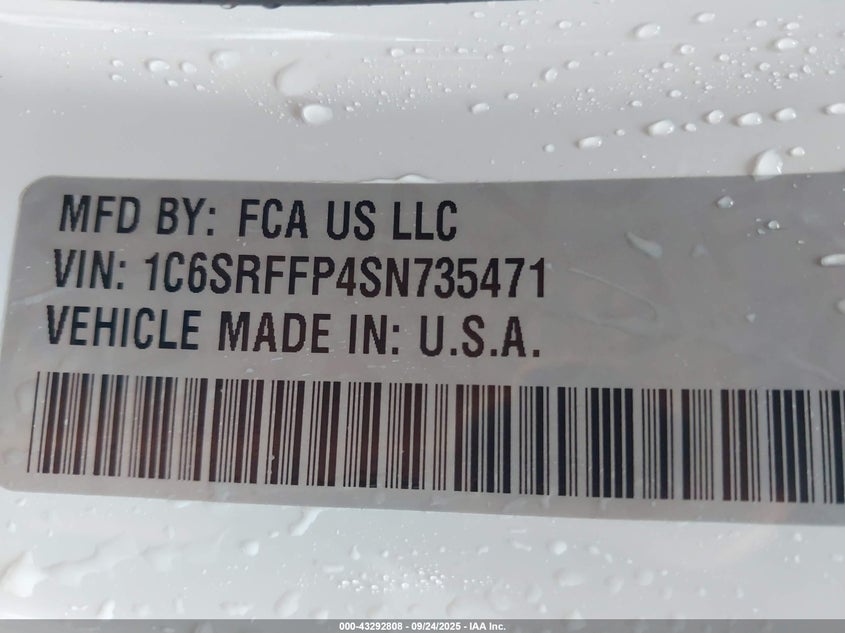 MFD BY: FCA US LLC
VIN: 1C6SRFFP4SN735471
VEHICLE MADE IN: U.S.A.
000-43292808 - 09/24/2025 - IAA Inc.